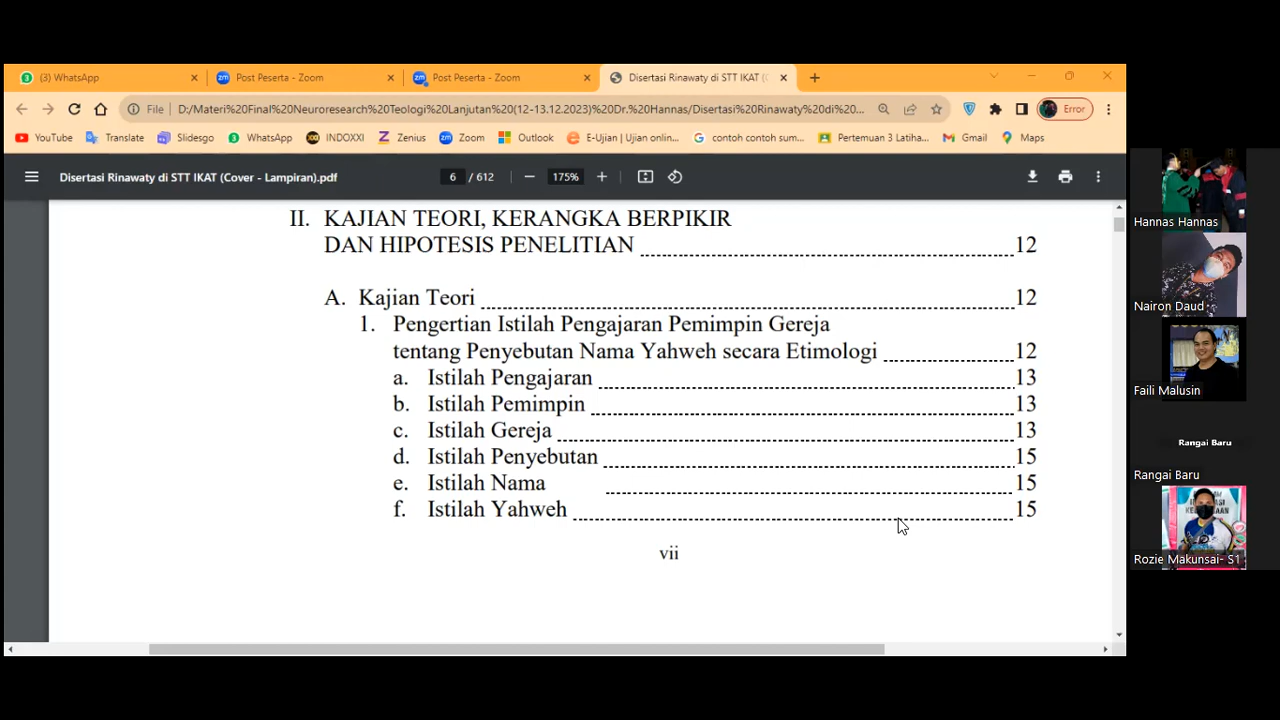 (3) WhatsApp
Post Peserta - Zoom
Post Peserta - Zoom
Disertasi Rinawaty di STT IKAT (C
File
D:/Materi%20Final%20Neuroresearch%20Teologi%20Lanjutan%20(12-13.12.2023)%20Dr.%20Hannas/Disertasi%20Rinawaty%20di%20...
Error
YouTube
Translate
Slidesgo
WhatsApp
INDOXXI
Zenius
Zoom
Outlook
E-Ujian | Ujian onlin...
contoh contoh sum...
Pertemuan 3 Latiha...
Gmail
Maps
Disertasi Rinawaty di STT IKAT (Cover - Lampiran).pdf
6 / 612
175%
II. KAJIAN TEORI, KERANGKA BERPIKIR
DAN HIPOTESIS PENELITIAN 12
A. Kajian Teori 12
1. Pengertian Istilah Pengajaran Pemimpin Gereja
tentang Penyebutan Nama Yahweh secara Etimologi 12
a. Istilah Pengajaran 13
b. Istilah Pemimpin 13
c. Istilah Gereja 13
d. Istilah Penyebutan 15
e. Istilah Nama 15
f. Istilah Yahweh 15
vii
Hannas Hannas
Nairon Daud
Faili Malusin
Rangai Baru
Rangai Baru
Rozie Makunsai- S1